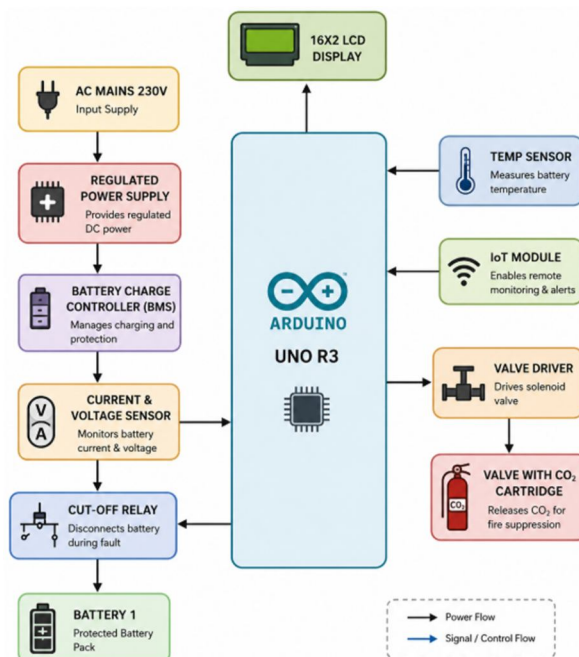 16X2 LCD
DISPLAY
AC MAINS 230V
Input Supply
REGULATED
POWER SUPPLY
Provides regulated
DC power
BATTERY CHARGE
CONTROLLER (BMS)
Manages charging and
protection
CURRENT &
VOLTAGE SENSOR
Monitors battery
current & voltage
V
A
CUT-OFF RELAY
Disconnects battery
during fault
BATTERY 1
Protected Battery
Pack
ARDUINO
UNO R3
TEMP SENSOR
Measures battery
temperature
IoT MODULE
Enables remote
monitoring & alerts
VALVE DRIVER
Drives solenoid
valve
VALVE WITH CO₂
CARTRIDGE
Releases CO₂ for
fire suppression
CO₂
Power Flow
Signal / Control Flow